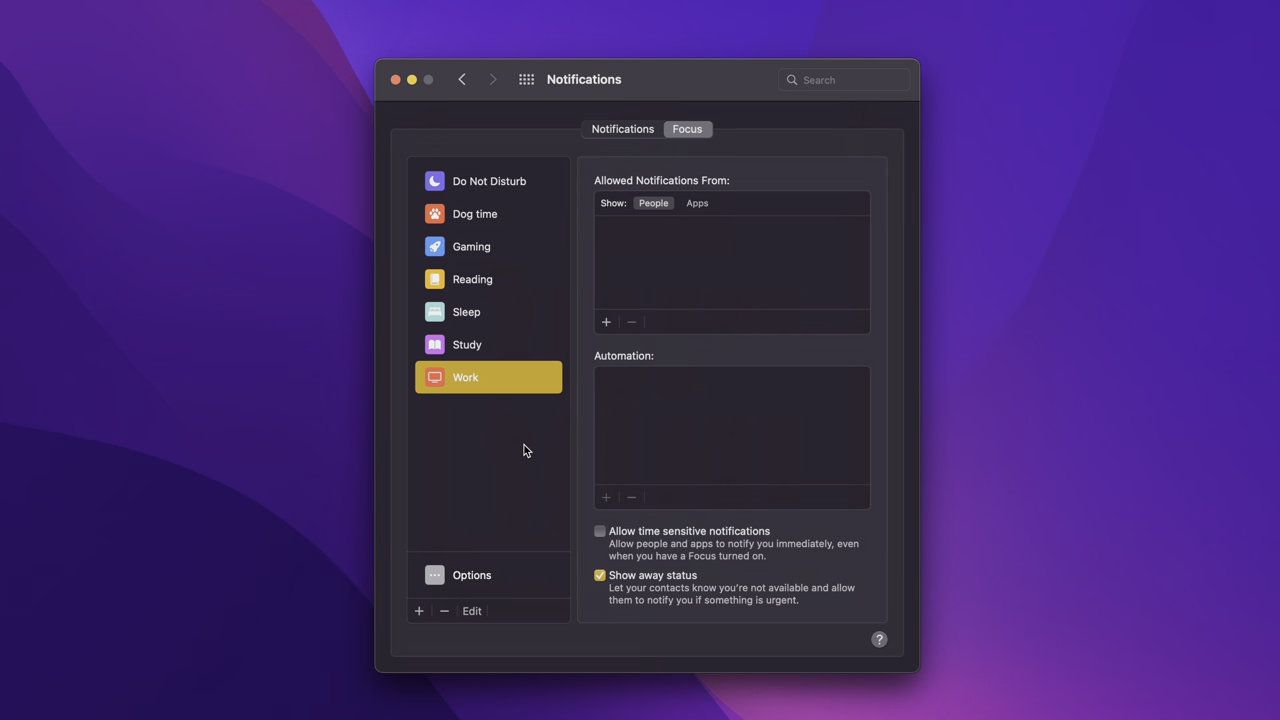 Notifications
Search
Notifications
Focus
Do Not Disturb
Dog time
Gaming
Reading
Sleep
Study
Work
Options
+ − Edit
Allowed Notifications From:
Show: People Apps
+ −
Automation:
+ −
Allow time sensitive notifications
Allow people and apps to notify you immediately, even
when you have a Focus turned on.
Show away status
Let your contacts know you're not available and allow
them to notify you if something is urgent.
?